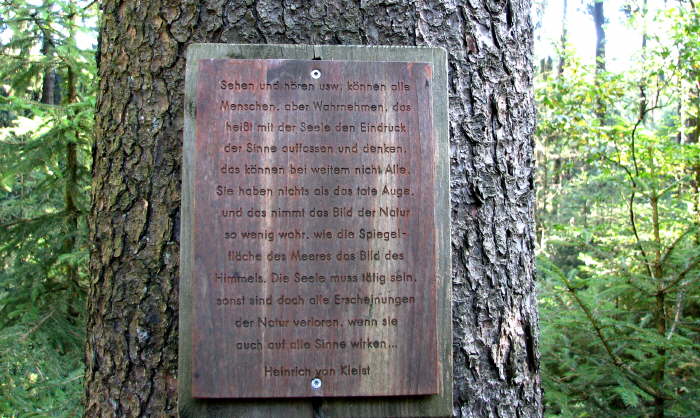 Sehen und hören usw. können alle
Menschen, aber Wahrnehmen, das
heißt mit der Seele den Eindruck
der Sinne auffassen und denken,
das können bei weitem nicht Alle.
Sie haben nichts als das tote Auge,
und das nimmt das Bild der Natur
so wenig wahr, wie die Spiegel-
fläche des Meeres das Bild des
Himmels. Die Seele muss tätig sein,
sonst sind doch alle Erscheinungen
der Natur verloren, wenn sie
auch auf alle Sinne wirken...
Heinrich von Kleist